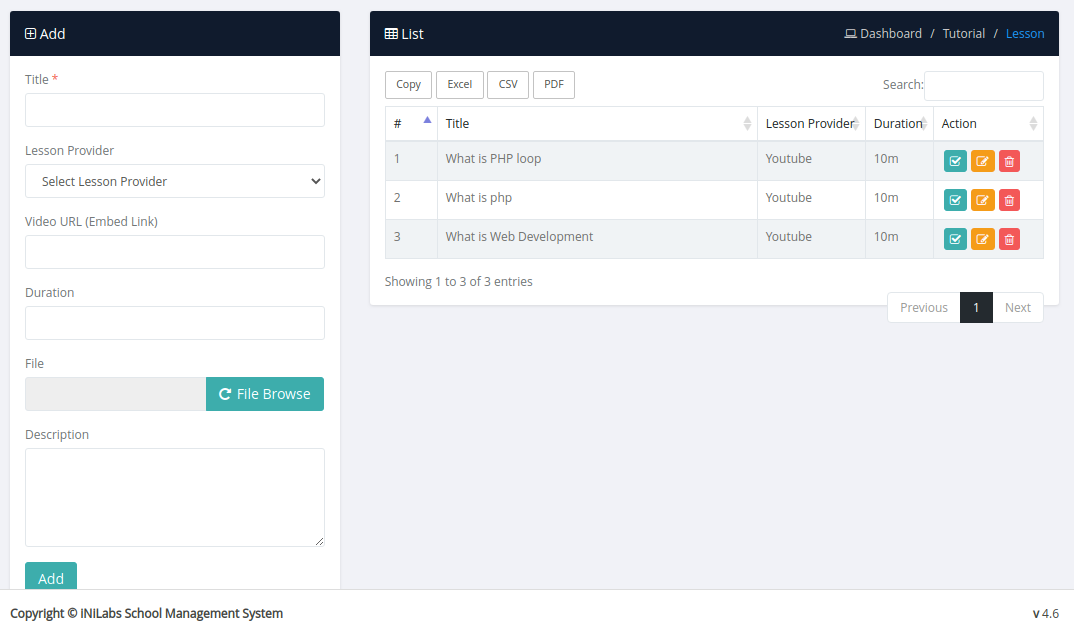 Add
Title *
Lesson Provider
Select Lesson Provider
Video URL (Embed Link)
Duration
File
File Browse
Description
Add
List
Dashboard / Tutorial / Lesson
Copy Excel CSV PDF
Search:
# Title Lesson Provider Duration Action
1 What is PHP loop Youtube 10m
2 What is php Youtube 10m
3 What is Web Development Youtube 10m
Showing 1 to 3 of 3 entries
Previous 1 Next
Copyright © iNiLabs School Management System
v 4.6